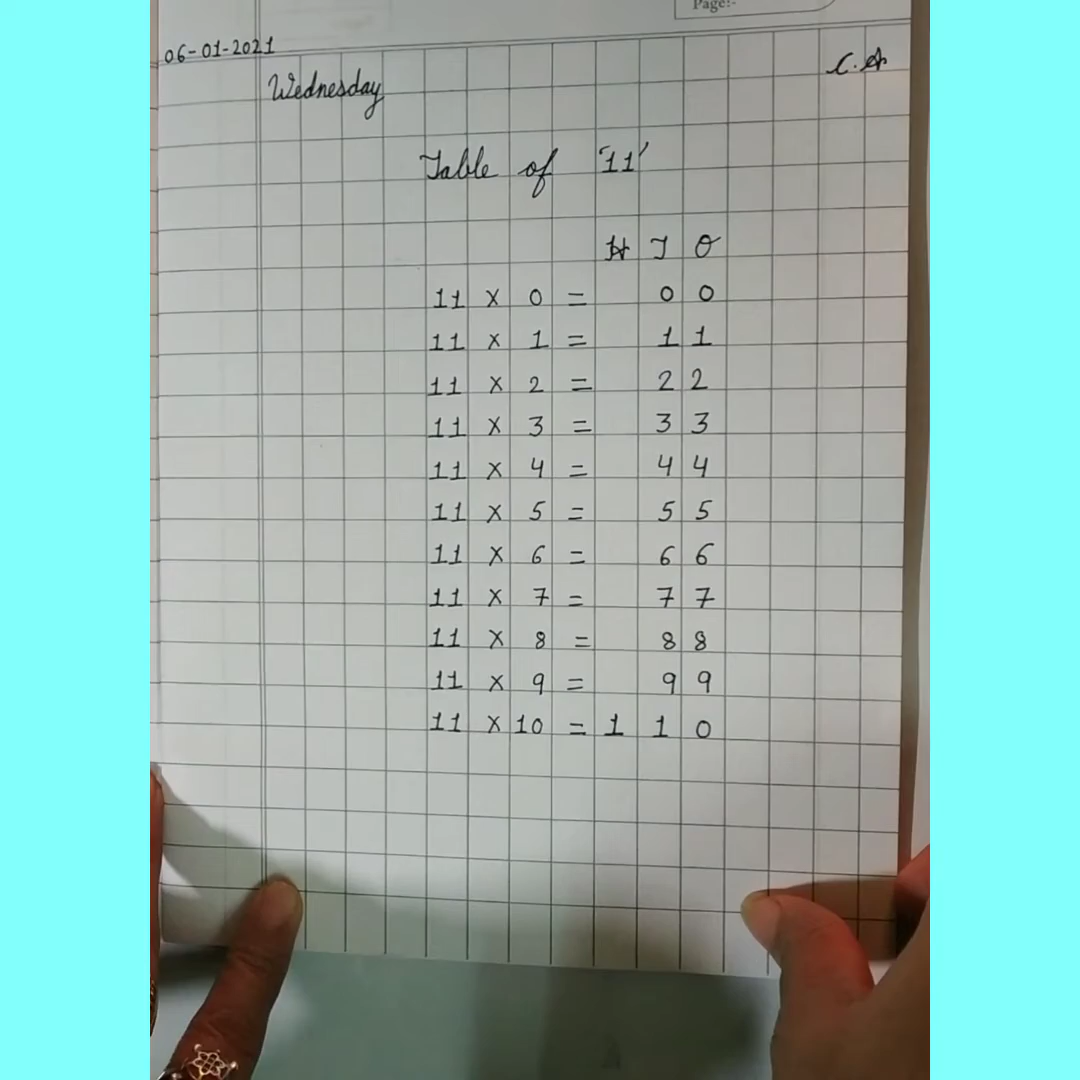 Page:-
06-01-2021 C.A
Wednesday
Table of '11'
H T O
11 × 0 = 0 0
11 × 1 = 1 1
11 × 2 = 2 2
11 × 3 = 3 3
11 × 4 = 4 4
11 × 5 = 5 5
11 × 6 = 6 6
11 × 7 = 7 7
11 × 8 = 8 8
11 × 9 = 9 9
11 × 10 = 1 1 0